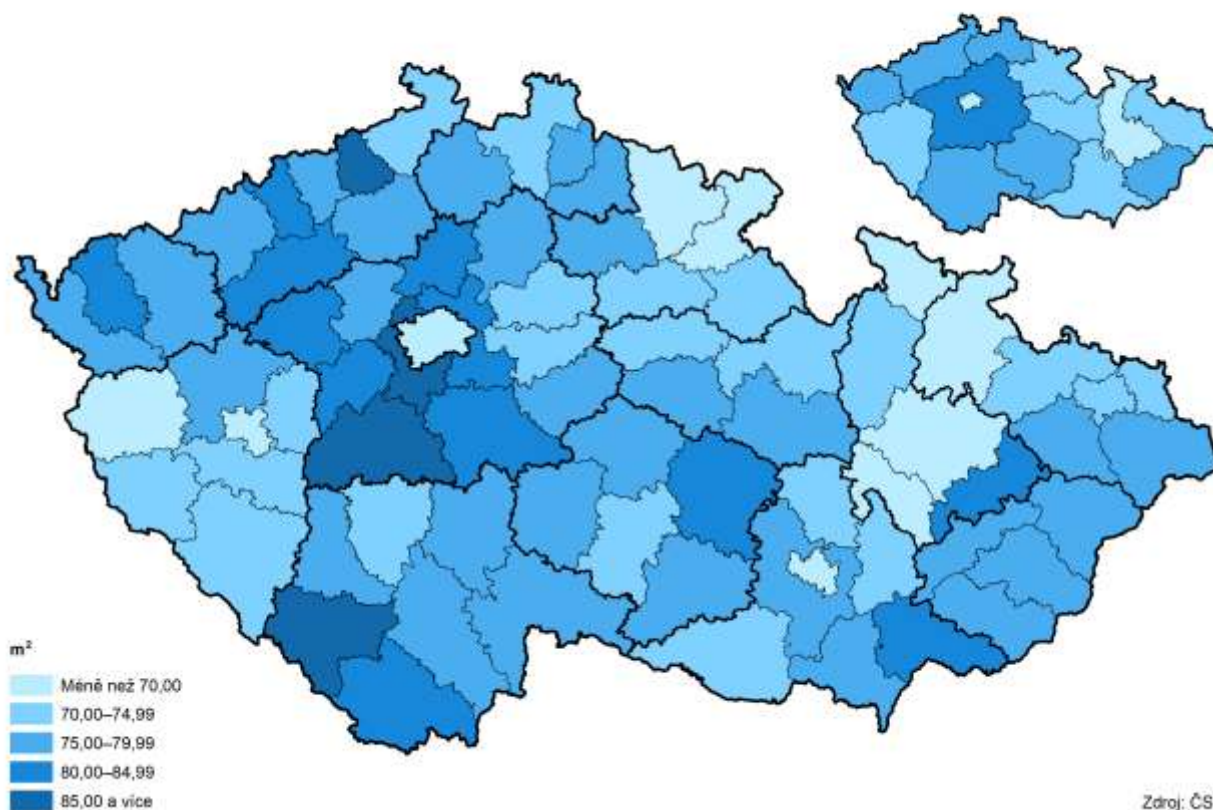 m²
Méně než 70,00
70,00–74,99
75,00–79,99
80,00–84,99
85,00 a více
Zdroj: ČS